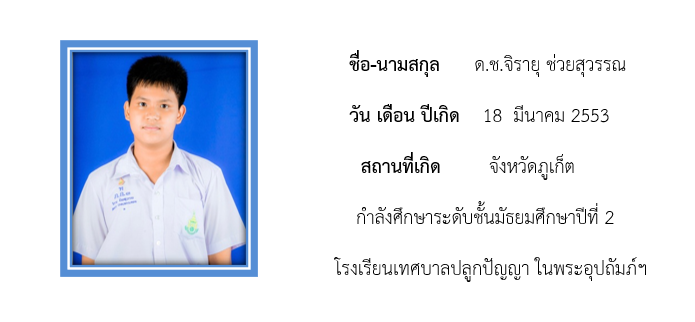 ชื่อ-นามสกุล ด.ช.จิรายุ ช่วยสุวรรณ
วัน เดือน ปีเกิด 18 มีนาคม 2553
สถานที่เกิด จังหวัดภูเก็ต
กำลังศึกษาระดับชั้นมัธยมศึกษาปีที่ 2
โรงเรียนเทศบาลปลูกปัญญา ในพระอุปถัมภ์ฯ